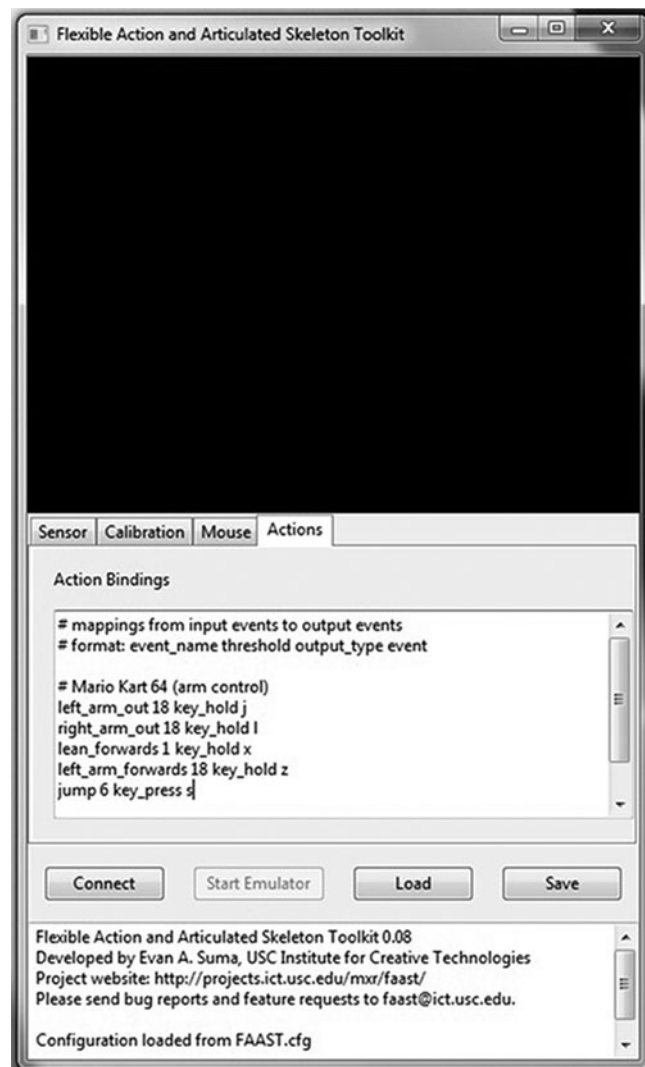 Flexible Action and Articulated Skeleton Toolkit
Sensor Calibration Mouse Actions
Action Bindings
# mappings from input events to output events
# format: event_name threshold output_type event
# Mario Kart 64 (arm control)
left_arm_out 18 key_hold j
right_arm_out 18 key_hold l
lean_forwards 1 key_hold x
left_arm_forwards 18 key_hold z
jump 6 key_press s
Connect Start Emulator Load Save
Flexible Action and Articulated Skeleton Toolkit 0.08
Developed by Evan A. Suma, USC Institute for Creative Technologies
Project website: http://projects.ict.usc.edu/mxr/faast/
Please send bug reports and feature requests to faast@ict.usc.edu.
Configuration loaded from FAAST.cfg